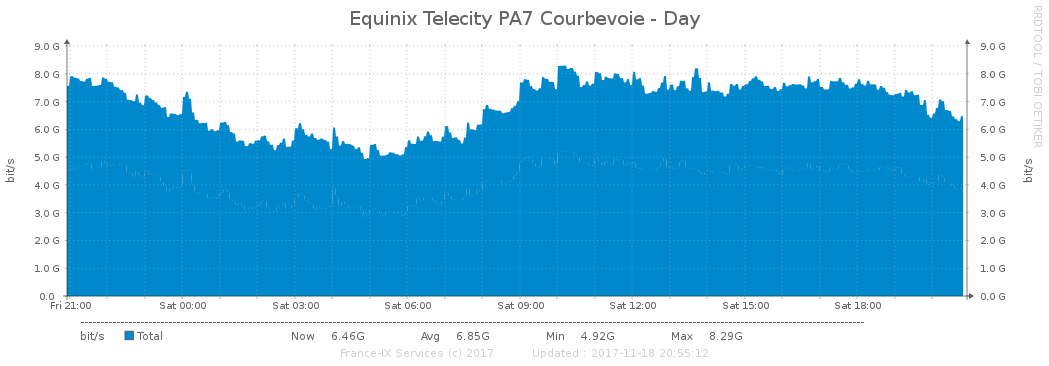 Equinix Telecity PA7 Courbevoie - Day
RRDTOOL / TOBI OETIKER
9.0 G 9.0 G
8.0 G 8.0 G
7.0 G 7.0 G
6.0 G 6.0 G
5.0 G 5.0 G
4.0 G 4.0 G
3.0 G 3.0 G
2.0 G 2.0 G
1.0 G 1.0 G
0.0 0.0 G
bit/s bit/s
Fri 21:00 Sat 00:00 Sat 03:00 Sat 06:00 Sat 09:00 Sat 12:00 Sat 15:00 Sat 18:00
bit/s Total Now 6.46G Avg 6.85G Min 4.92G Max 8.29G
France-IX Services (c) 2017 Updated : 2017-11-18 20:55:12